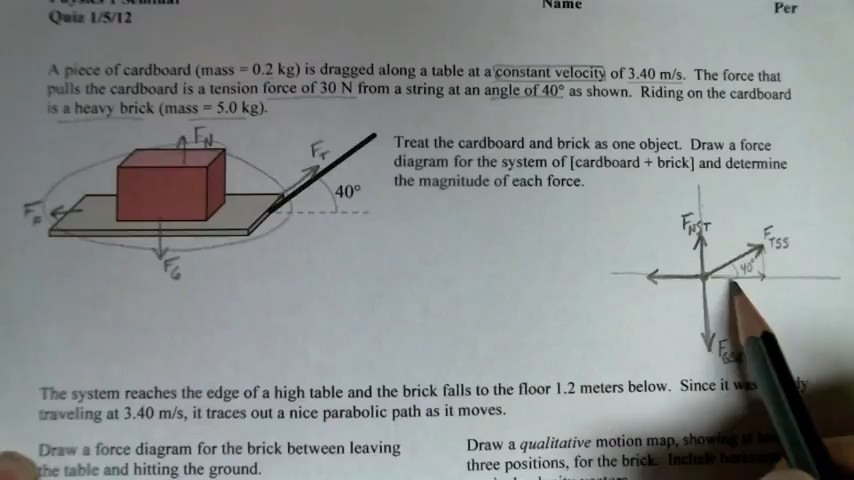 Name
Per
Quiz 1/5/12
A piece of cardboard (mass = 0.2 kg) is dragged along a table at a constant velocity of 3.40 m/s. The force that
pulls the cardboard is a tension force of 30 N from a string at an angle of 40° as shown. Riding on the cardboard
is a heavy brick (mass = 5.0 kg).
FN
FT
40°
FF
FG
Treat the cardboard and brick as one object. Draw a force
diagram for the system of [cardboard + brick] and determine
the magnitude of each force.
FNST
FTSS
40°
The system reaches the edge of a high table and the brick falls to the floor 1.2 meters below. Since it
traveling at 3.40 m/s, it traces out a nice parabolic path as it moves.
Draw a force diagram for the brick between leaving
the table and hitting the ground.
Draw a qualitative motion map, showing
three positions, for the brick. Include